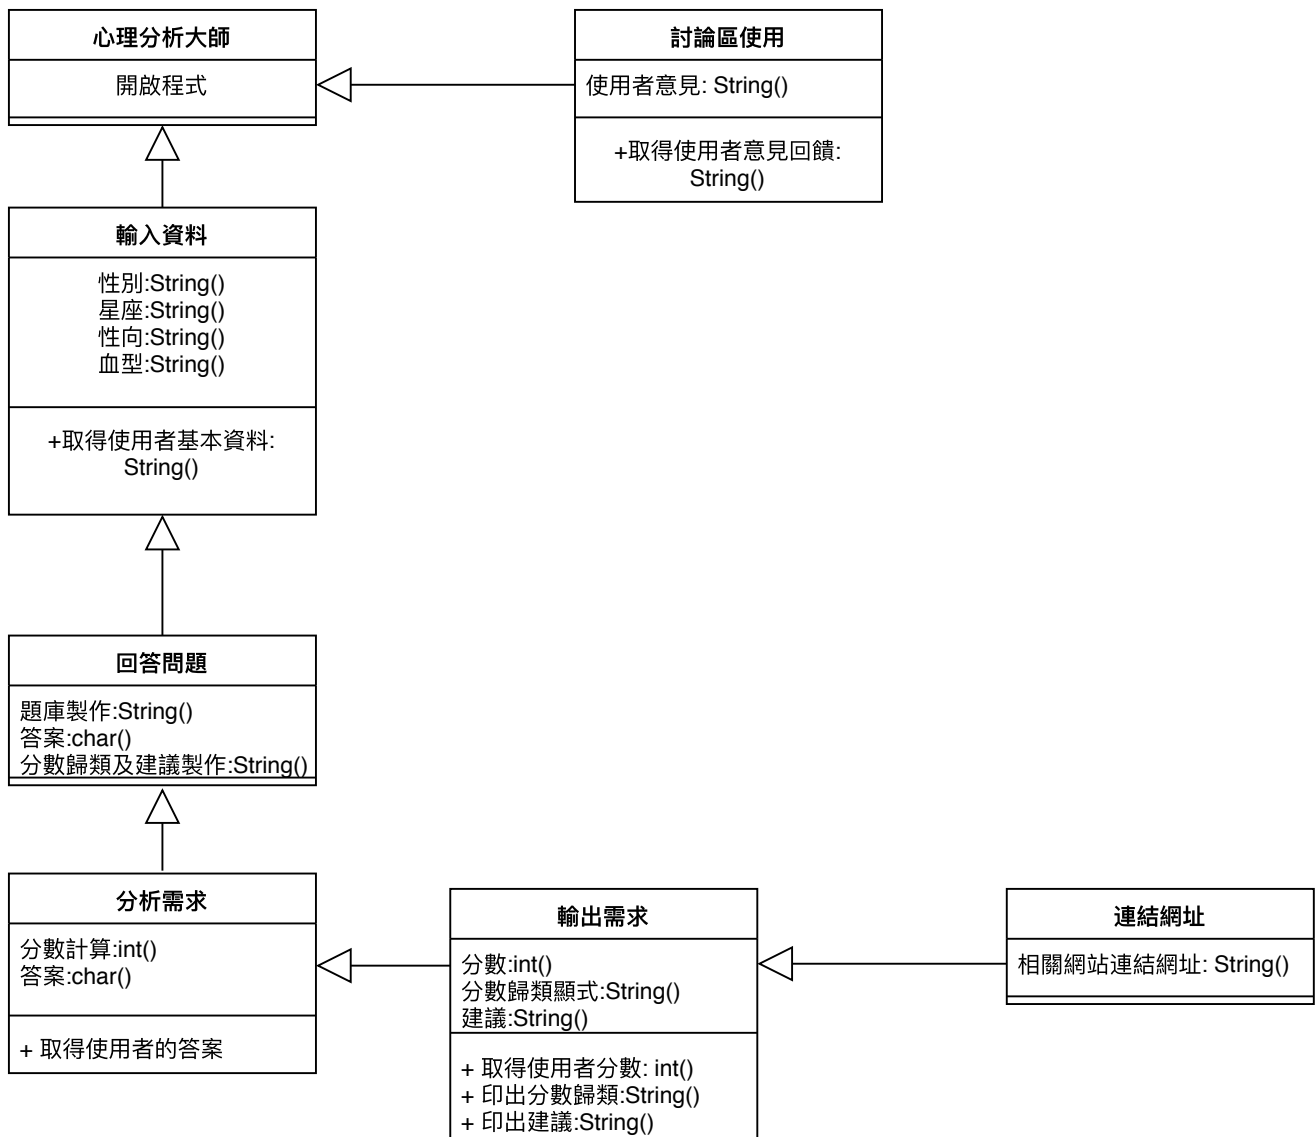 心理分析大師
開啟程式
討論區使用
使用者意見: String()
+取得使用者意見回饋:
String()
輸入資料
性別:String()
星座:String()
性向:String()
血型:String()
+取得使用者基本資料:
String()
回答問題
題庫製作:String()
答案:char()
分數歸類及建議製作:String()
分析需求
分數計算:int()
答案:char()
+ 取得使用者的答案
輸出需求
分數:int()
分數歸類顯式:String()
建議:String()
+ 取得使用者分數: int()
+ 印出分數歸類:String()
+ 印出建議:String()
連結網址
相關網站連結網址: String()